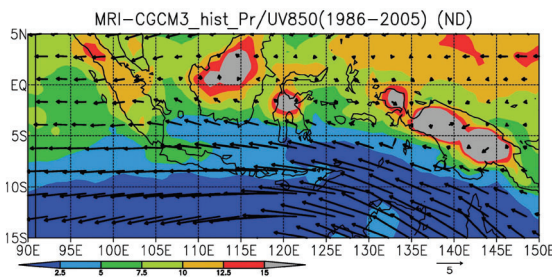 MRI-CGCM3_hist_Pr/UV850(1986-2005) (ND)
5N
EQ
5S
10S
15S
90E 95E 100E 105E 110E 115E 120E 125E 130E 135E 140E 145E 150E
2.5 5 7.5 10 12.5 15
5